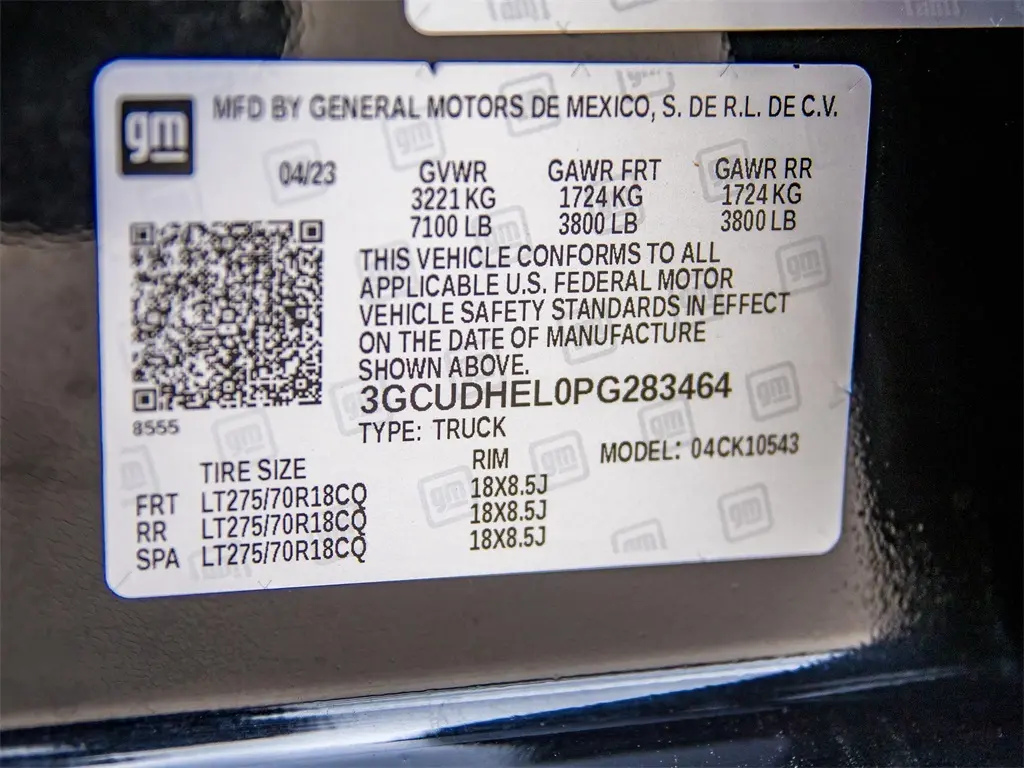 gm
MFD BY GENERAL MOTORS DE MEXICO, S. DE R.L. DE C.V.
04/23 GVWR GAWR FRT GAWR RR
3221 KG 1724 KG 1724 KG
7100 LB 3800 LB 3800 LB
THIS VEHICLE CONFORMS TO ALL
APPLICABLE U.S. FEDERAL MOTOR
VEHICLE SAFETY STANDARDS IN EFFECT
ON THE DATE OF MANUFACTURE
SHOWN ABOVE.
3GCUDHEL0PG283464
8555
TYPE: TRUCK
MODEL: 04CK10543
TIRE SIZE RIM
FRT LT275/70R18CQ 18X8.5J
RR LT275/70R18CQ 18X8.5J
SPA LT275/70R18CQ 18X8.5J